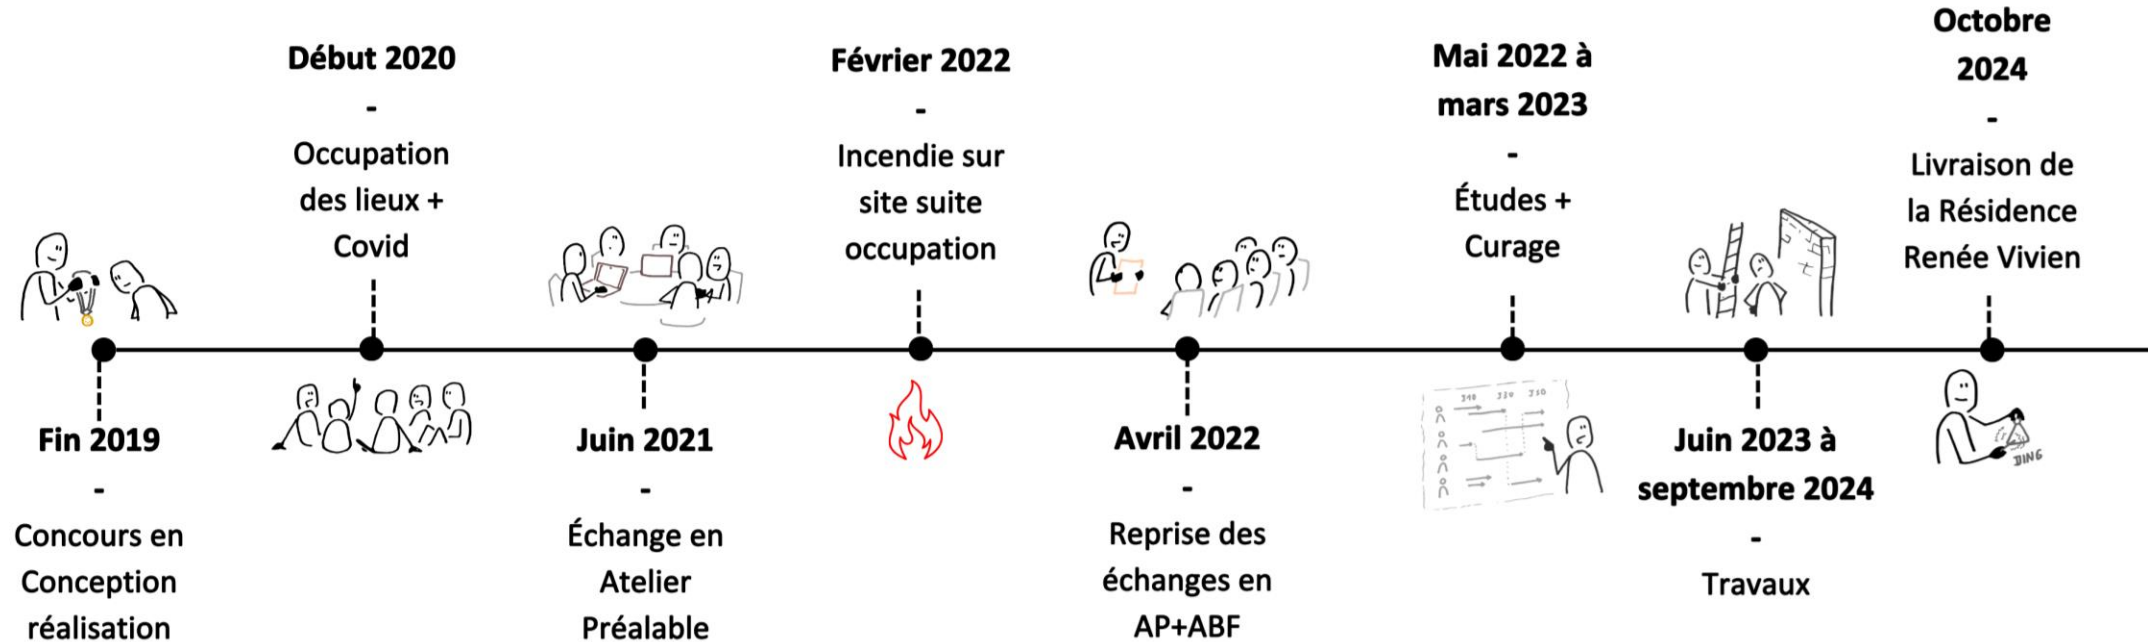 Fin 2019
-
Concours en
Conception
réalisation
Début 2020
-
Occupation
des lieux +
Covid
Juin 2021
-
Échange en
Atelier
Préalable
Février 2022
-
Incendie sur
site suite
occupation
Avril 2022
-
Reprise des
échanges en
AP+ABF
Mai 2022 à
mars 2023
-
Études +
Curage
Juin 2023 à
septembre 2024
-
Travaux
Octobre
2024
-
Livraison de
la Résidence
Renée Vivien
DING